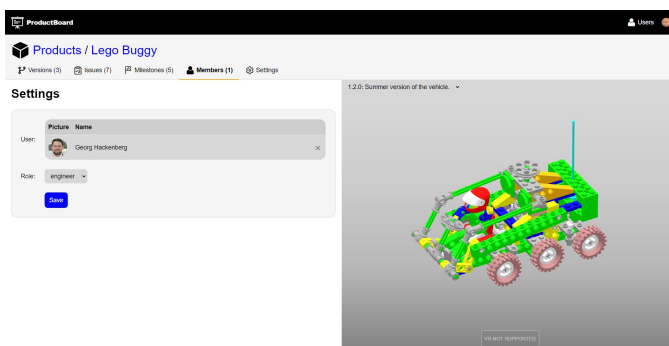 ProductBoard
Users
Products / Lego Buggy
Versions (3) Issues (7) Milestones (5) Members (1) Settings
Settings
1.2.0: Summer version of the vehicle.
Picture Name
User:
Georg Hackenberg
Role:
engineer
Save
VR NOT SUPPORTED